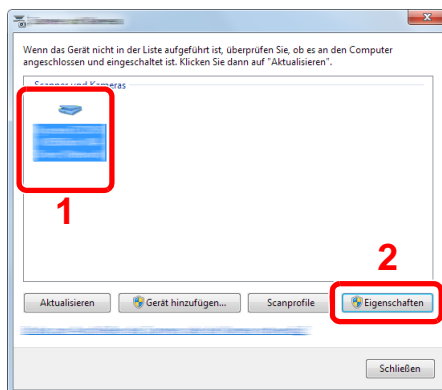 Wenn das Gerät nicht in der Liste aufgeführt ist, überprüfen Sie, ob es an den Computer
angeschlossen und eingeschaltet ist. Klicken Sie dann auf "Aktualisieren".
Scanner und Kameras
1
2
Aktualisieren
Gerät hinzufügen...
Scanprofile
Eigenschaften
Schließen